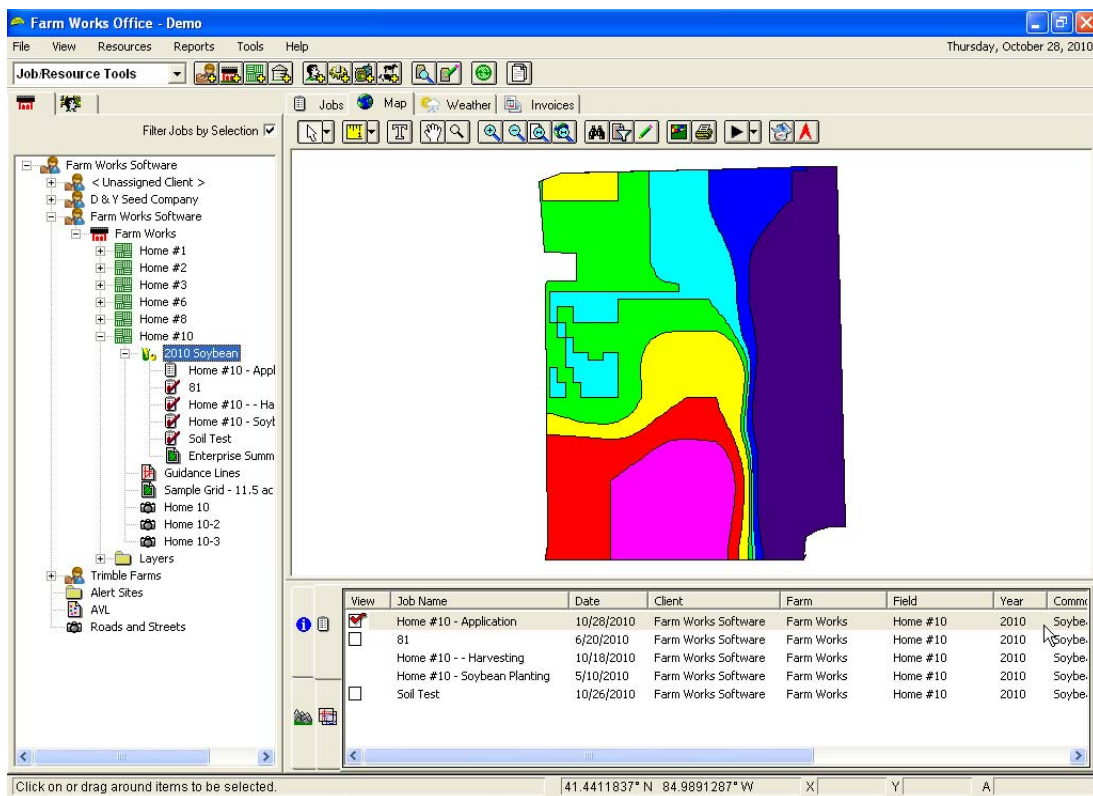 Farm Works Office - Demo
File View Resources Reports Tools Help Thursday, October 28, 2010
Job/Resource Tools
Jobs Map Weather Invoices
Filter Jobs by Selection
Farm Works Software
< Unassigned Client >
D & Y Seed Company
Farm Works Software
Farm Works
Home #1
Home #2
Home #3
Home #6
Home #8
Home #10
2010 Soybean
Home #10 - Appl
81
Home #10 - - Ha
Home #10 - Soyb
Soil Test
Enterprise Summ
Guidance Lines
Sample Grid - 11.5 ac
Home 10
Home 10-2
Home 10-3
Layers
Trimble Farms
Alert Sites
AVL
Roads and Streets
View Job Name Date Client Farm Field Year Commo
Home #10 - Application 10/28/2010 Farm Works Software Farm Works Home #10 2010 Soybe
81 6/20/2010 Farm Works Software Farm Works Home #10 2010 Soybe
Home #10 - - Harvesting 10/18/2010 Farm Works Software Farm Works Home #10 2010 Soybe
Home #10 - Soybean Planting 5/10/2010 Farm Works Software Farm Works Home #10 2010 Soybe
Soil Test 10/26/2010 Farm Works Software Farm Works Home #10 2010 Soybe
Click on or drag around items to be selected. 41.4411837° N 84.9891287° W X Y A